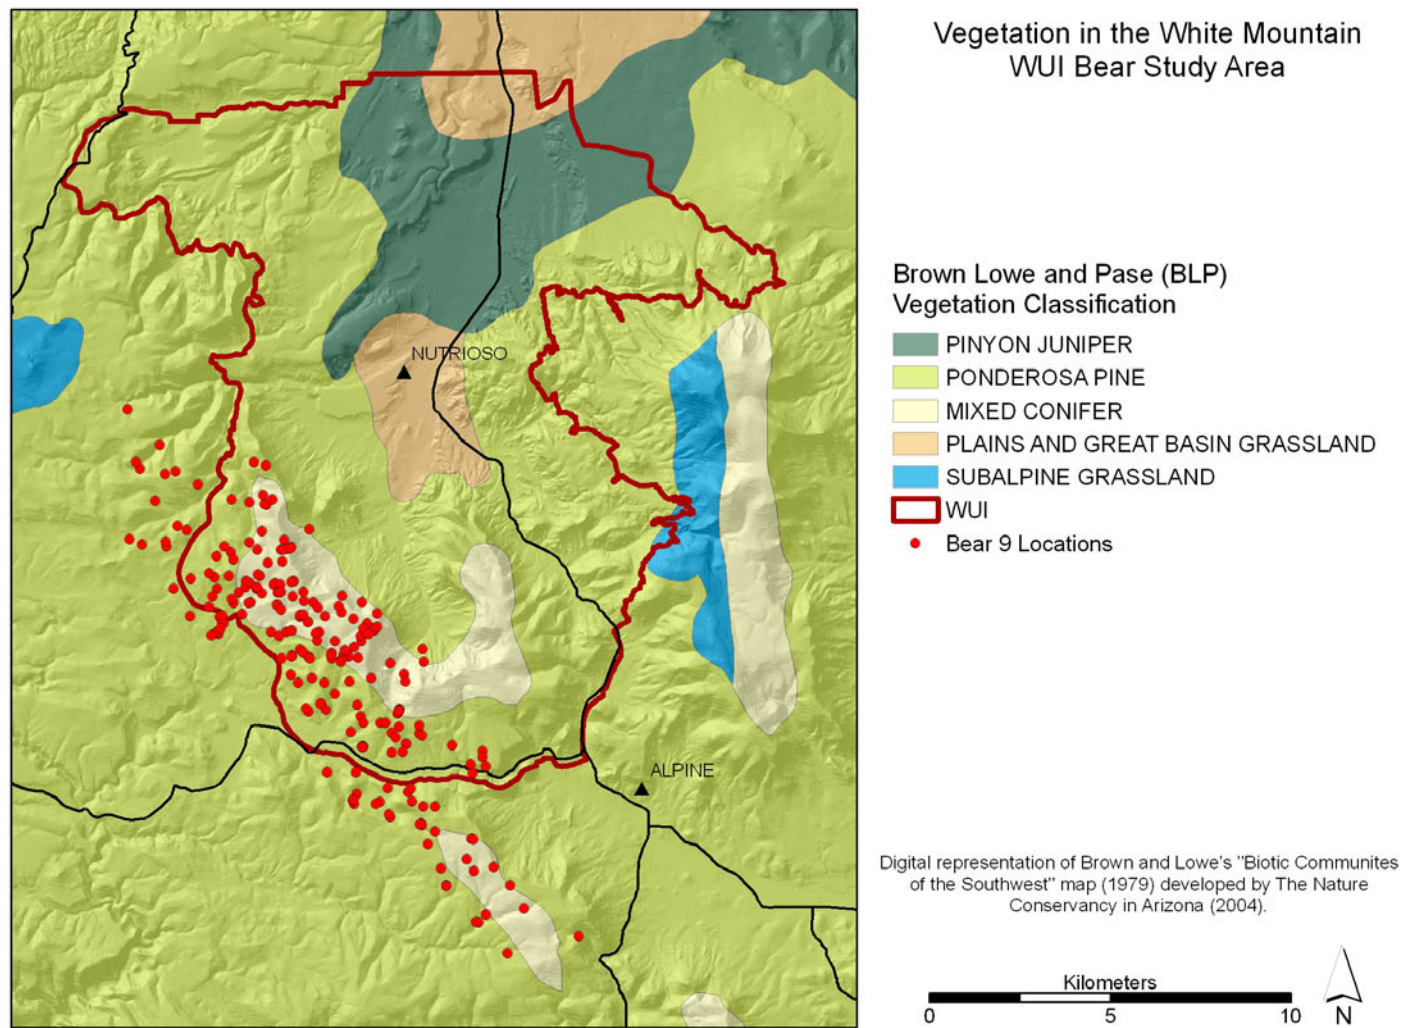 Vegetation in the White Mountain
WUI Bear Study Area
Brown Lowe and Pase (BLP)
Vegetation Classification
PINYON JUNIPER
PONDEROSA PINE
MIXED CONIFER
PLAINS AND GREAT BASIN GRASSLAND
SUBALPINE GRASSLAND
WUI
Bear 9 Locations
NUTRIOSO
ALPINE
Digital representation of Brown and Lowe's "Biotic Communites
of the Southwest" map (1979) developed by The Nature
Conservancy in Arizona (2004).
Kilometers
0 5 10
N